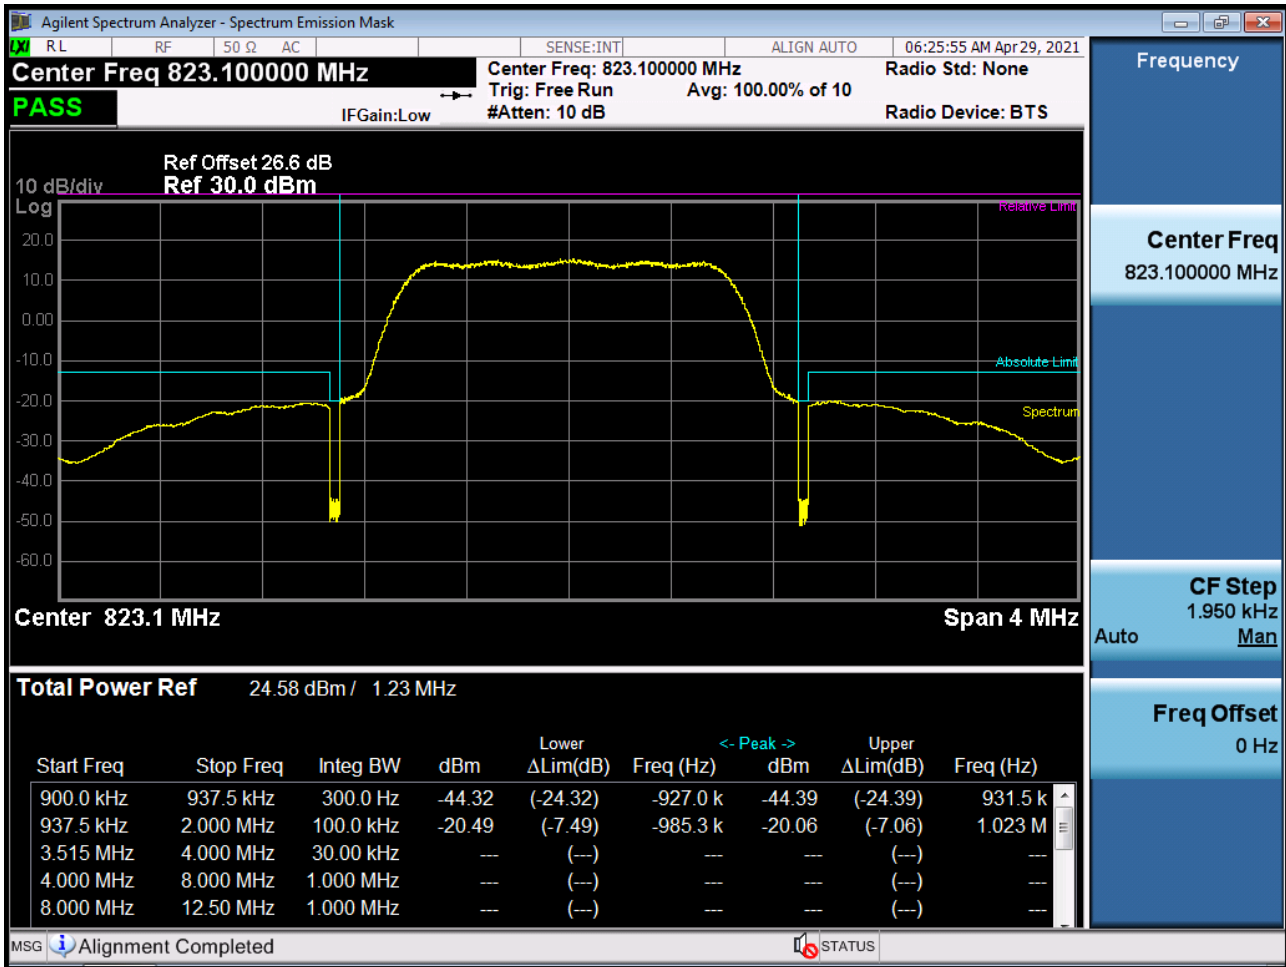 Agilent Spectrum Analyzer - Spectrum Emission Mask
LXI RL RF 50 Ω AC SENSE:INT ALIGN AUTO 06:25:55 AM Apr 29, 2021
Center Freq 823.100000 MHz
Center Freq: 823.100000 MHz Radio Std: None
Trig: Free Run Avg: 100.00% of 10
PASS IFGain:Low #Atten: 10 dB Radio Device: BTS
Ref Offset 26.6 dB
10 dB/div Ref 30.0 dBm
Log
Relative Limit
20.0
10.0
0.00
-10.0
Absolute Limit
-20.0
Spectrum
-30.0
-40.0
-50.0
-60.0
Center 823.1 MHz Span 4 MHz
Total Power Ref 24.58 dBm / 1.23 MHz
Lower <- Peak -> Upper
Start Freq Stop Freq Integ BW dBm ΔLim(dB) Freq (Hz) dBm ΔLim(dB) Freq (Hz)
900.0 kHz 937.5 kHz 300.0 Hz -44.32 (-24.32) -927.0 k -44.39 (-24.39) 931.5 k
937.5 kHz 2.000 MHz 100.0 kHz -20.49 (-7.49) -985.3 k -20.06 (-7.06) 1.023 M
3.515 MHz 4.000 MHz 30.00 kHz --- (---) --- --- (---) ---
4.000 MHz 8.000 MHz 1.000 MHz --- (---) --- --- (---) ---
8.000 MHz 12.50 MHz 1.000 MHz --- (---) --- --- (---) ---
MSG Alignment Completed STATUS
Frequency
Center Freq
823.100000 MHz
CF Step
1.950 kHz
Auto Man
Freq Offset
0 Hz